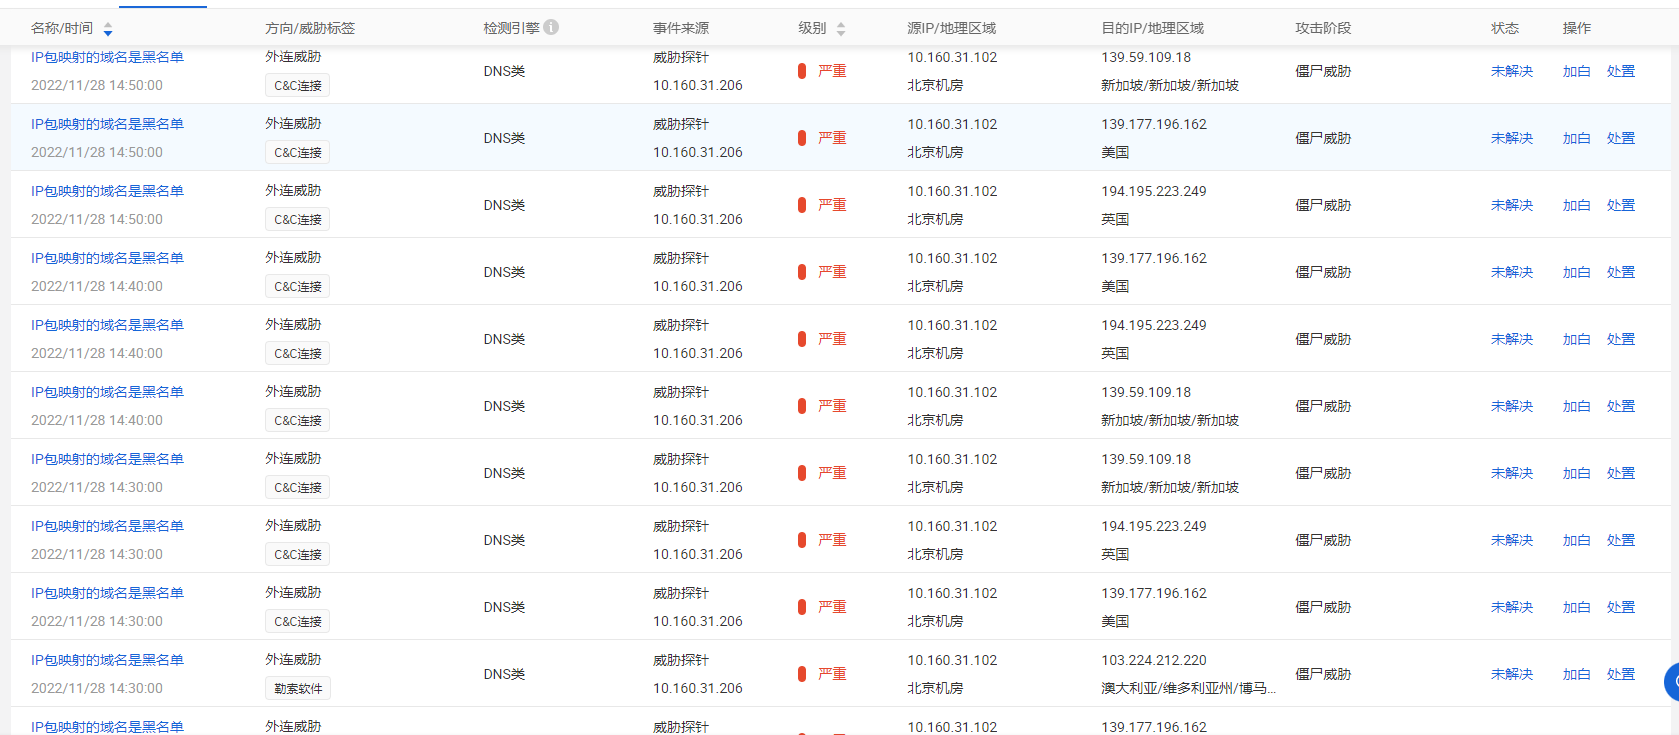 名称/时间 方向/威胁标签 检测引擎 事件来源 级别 源IP/地理区域 目的IP/地理区域 攻击阶段 状态 操作
IP包映射的域名是黑名单 外连威胁 威胁探针 10.160.31.102 139.59.109.18
DNS类 严重 僵尸威胁 未解决 加白 处置
2022/11/28 14:50:00 C&C连接 10.160.31.206 北京机房 新加坡/新加坡/新加坡
IP包映射的域名是黑名单 外连威胁 威胁探针 10.160.31.102 139.177.196.162
DNS类 严重 僵尸威胁 未解决 加白 处置
2022/11/28 14:50:00 C&C连接 10.160.31.206 北京机房 美国
IP包映射的域名是黑名单 外连威胁 威胁探针 10.160.31.102 194.195.223.249
DNS类 严重 僵尸威胁 未解决 加白 处置
2022/11/28 14:50:00 C&C连接 10.160.31.206 北京机房 英国
IP包映射的域名是黑名单 外连威胁 威胁探针 10.160.31.102 139.177.196.162
DNS类 严重 僵尸威胁 未解决 加白 处置
2022/11/28 14:40:00 C&C连接 10.160.31.206 北京机房 美国
IP包映射的域名是黑名单 外连威胁 威胁探针 10.160.31.102 194.195.223.249
DNS类 严重 僵尸威胁 未解决 加白 处置
2022/11/28 14:40:00 C&C连接 10.160.31.206 北京机房 英国
IP包映射的域名是黑名单 外连威胁 威胁探针 10.160.31.102 139.59.109.18
DNS类 严重 僵尸威胁 未解决 加白 处置
2022/11/28 14:40:00 C&C连接 10.160.31.206 北京机房 新加坡/新加坡/新加坡
IP包映射的域名是黑名单 外连威胁 威胁探针 10.160.31.102 139.59.109.18
DNS类 严重 僵尸威胁 未解决 加白 处置
2022/11/28 14:30:00 C&C连接 10.160.31.206 北京机房 新加坡/新加坡/新加坡
IP包映射的域名是黑名单 外连威胁 威胁探针 10.160.31.102 194.195.223.249
DNS类 严重 僵尸威胁 未解决 加白 处置
2022/11/28 14:30:00 C&C连接 10.160.31.206 北京机房 英国
IP包映射的域名是黑名单 外连威胁 威胁探针 10.160.31.102 139.177.196.162
DNS类 严重 僵尸威胁 未解决 加白 处置
2022/11/28 14:30:00 C&C连接 10.160.31.206 北京机房 美国
IP包映射的域名是黑名单 外连威胁 威胁探针 10.160.31.102 103.224.212.220
DNS类 严重 僵尸威胁 未解决 加白 处置
2022/11/28 14:30:00 勒索软件 10.160.31.206 北京机房 澳大利亚/维多利亚州/博马...
IP包映射的域名是黑名单 外连威胁 威胁探针 10.160.31.102 139.177.196.162